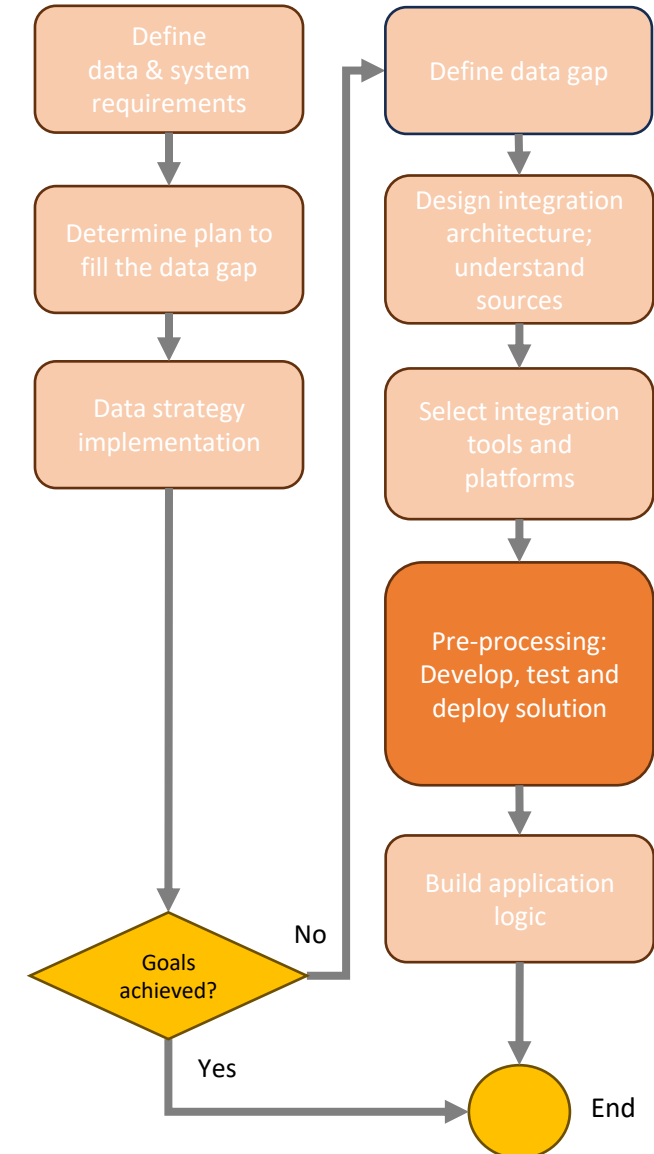 Define
data & system
requirements
Determine plan to
fill the data gap
Data strategy
implementation
Goals
achieved?
No
Yes
Define data gap
Design integration
architecture;
understand
sources
Select integration
tools and
platforms
Pre-processing:
Develop, test and
deploy solution
Build application
logic
End